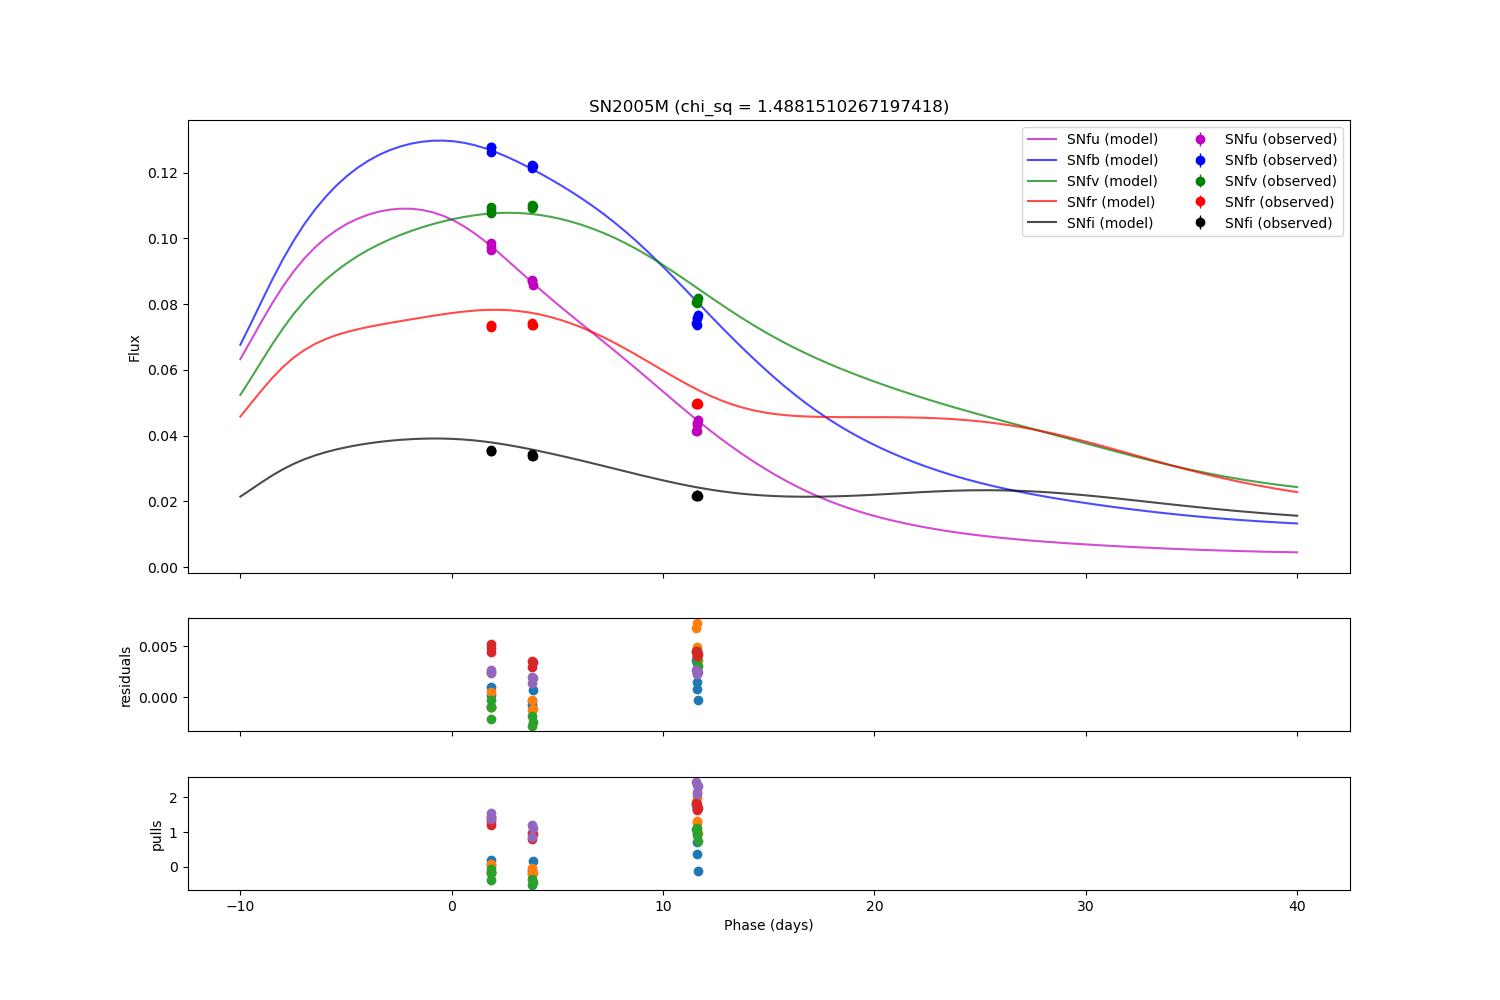 SN2005M (chi_sq = 1.4881510267197418)
Flux
0.12
0.10
0.08
0.06
0.04
0.02
0.00
SNfu (model)
SNfb (model)
SNfv (model)
SNfr (model)
SNfi (model)
SNfu (observed)
SNfb (observed)
SNfv (observed)
SNfr (observed)
SNfi (observed)
residuals
0.005
0.000
pulls
2
1
0
−10
0
10
20
30
40
Phase (days)